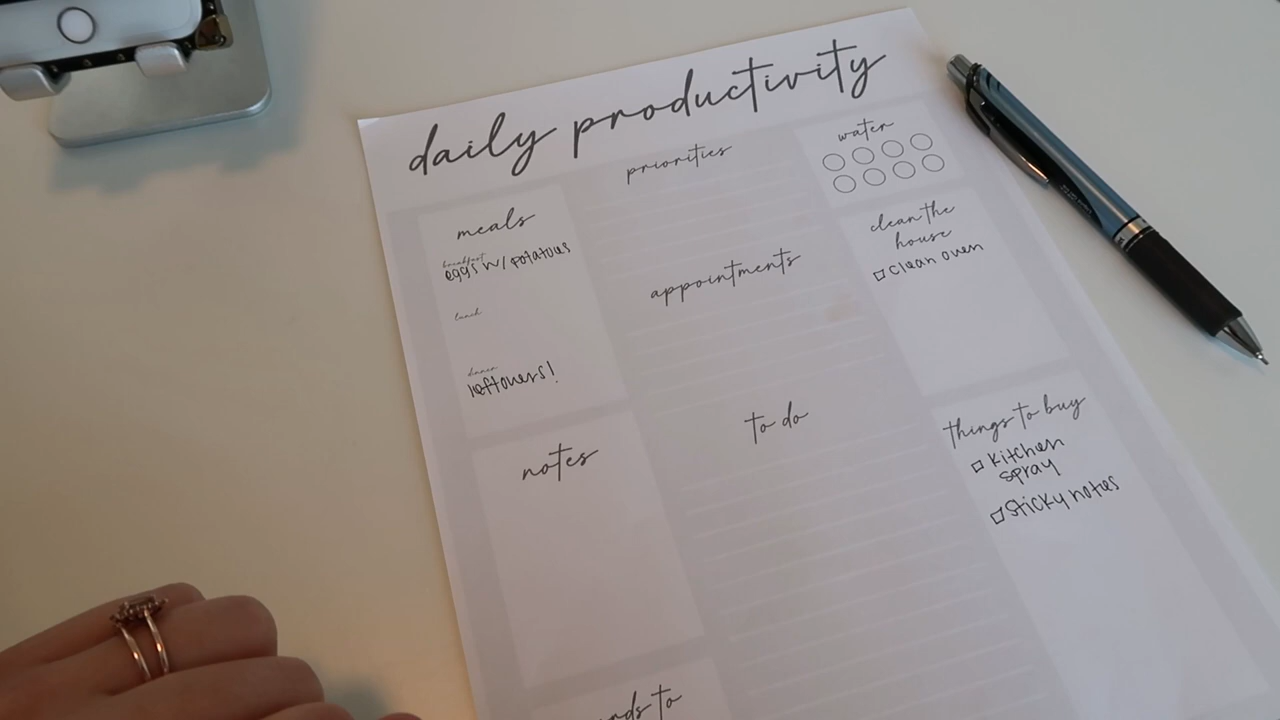 daily productivity
priorities
water
meals
breakfast
eggs w/ potatoes
lunch
dinner
leftovers!
appointments
clean the
house
clean oven
notes
to do
things to buy
kitchen
spray
sticky notes
to